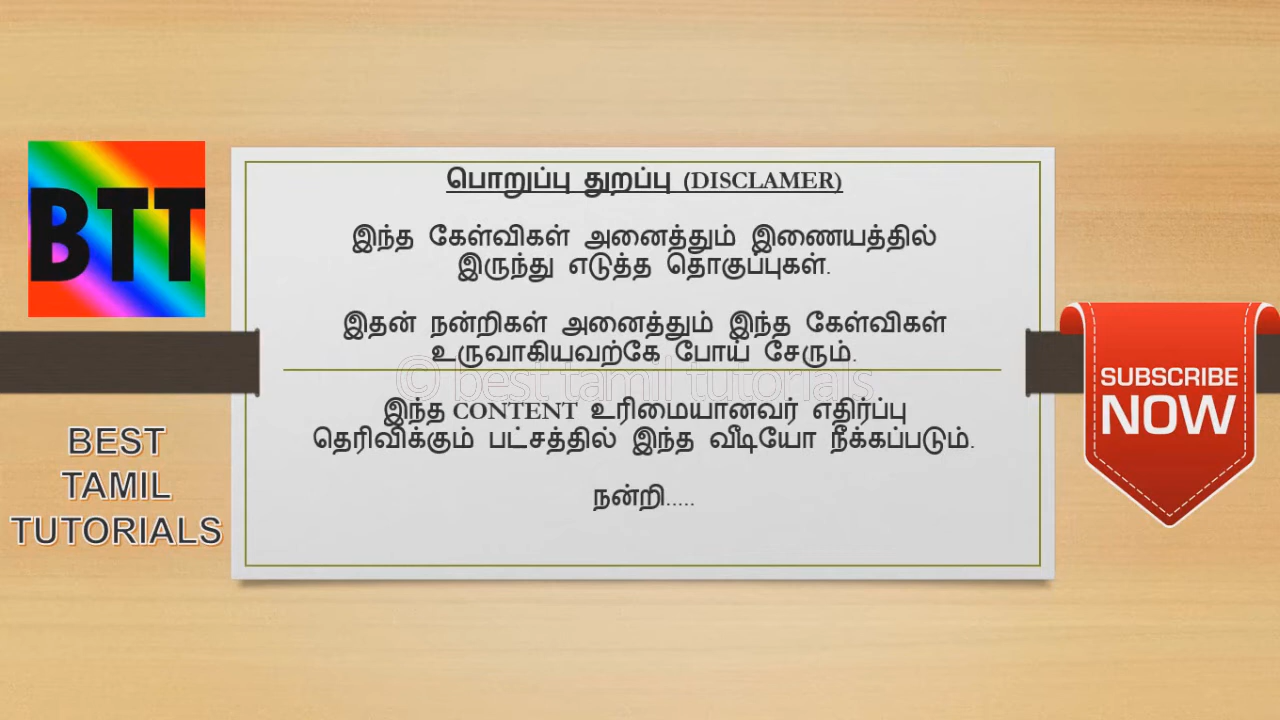 BTT
BEST
TAMIL
TUTORIALS
பொறுப்பு துறப்பு (DISCLAMER)
இந்த கேள்விகள் அனைத்தும் இணையத்தில்
இருந்து எடுத்த தொகுப்புகள்.
இதன் நன்றிகள் அனைத்தும் இந்த கேள்விகள்
உருவாகியவற்கே போய் சேரும்.
© best tamil tutorials
இந்த CONTENT உரிமையானவர் எதிர்ப்பு
தெரிவிக்கும் பட்சத்தில் இந்த வீடியோ நீக்கப்படும்.
நன்றி.....
SUBSCRIBE
NOW